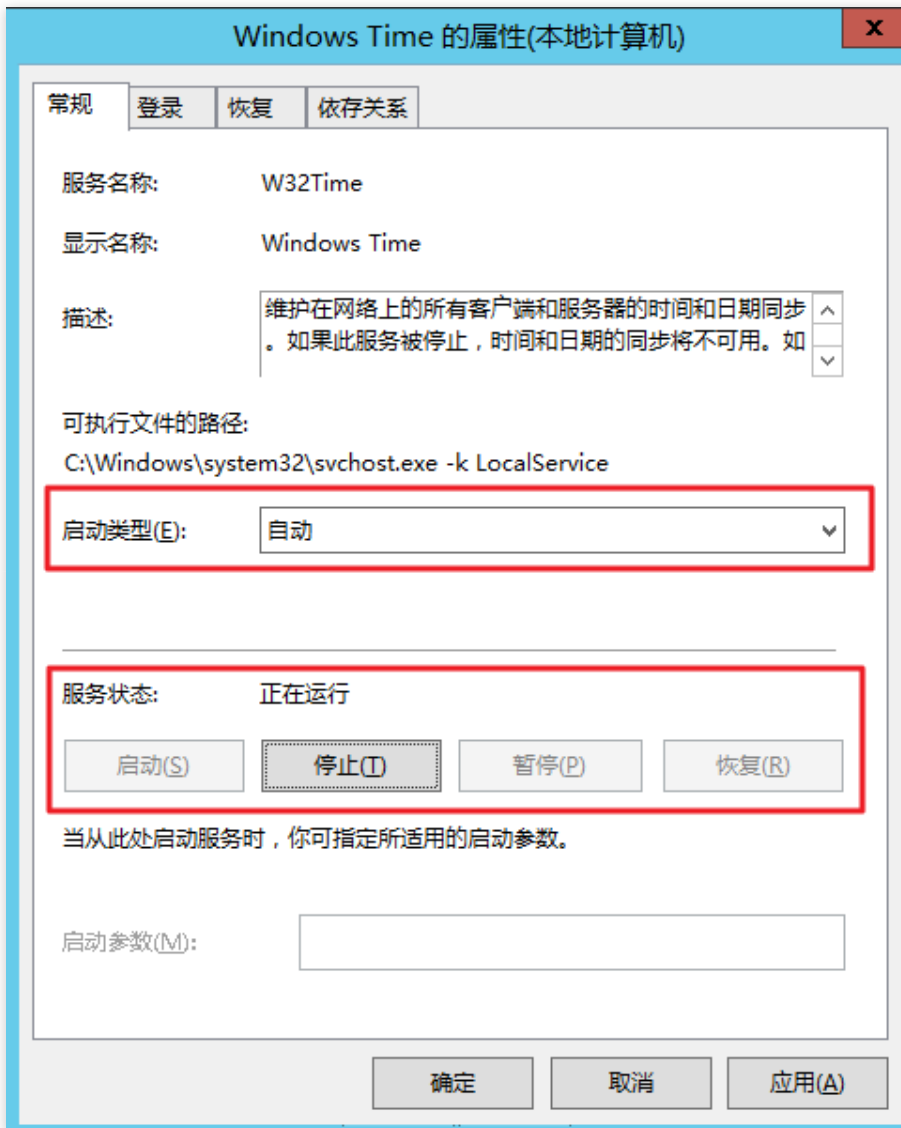 Windows Time 的属性(本地计算机)
x
常规
登录
恢复
依存关系
服务名称:
W32Time
显示名称:
Windows Time
描述:
维护在网络上的所有客户端和服务器的时间和日期同步
。如果此服务被停止，时间和日期的同步将不可用。如
可执行文件的路径:
C:\Windows\system32\svchost.exe -k LocalService
启动类型(E):
自动
服务状态:
正在运行
启动(S)
停止(T)
暂停(P)
恢复(R)
当从此处启动服务时，你可指定所适用的启动参数。
启动参数(M):
确定
取消
应用(A)